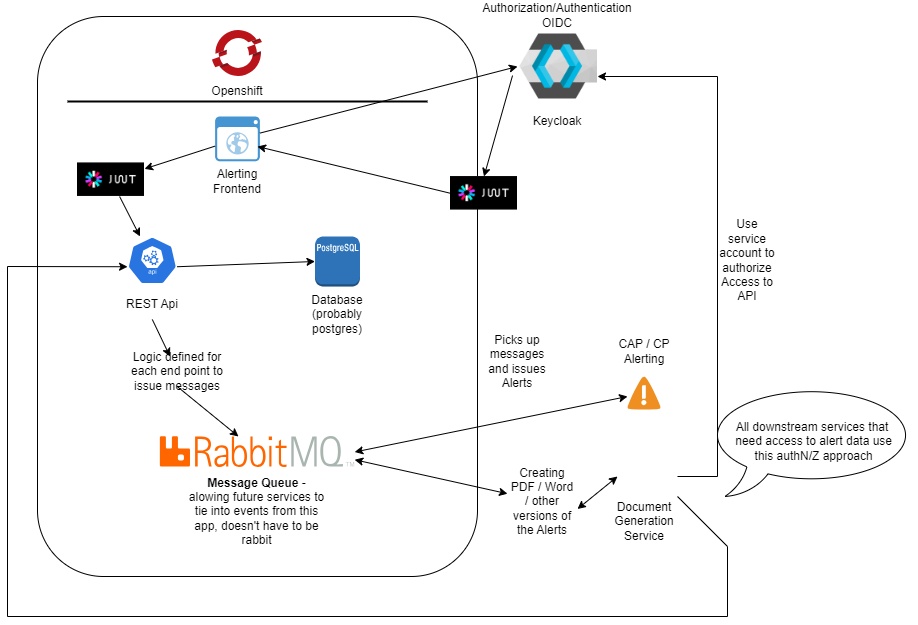 Authorization/Authentication
OIDC
Openshift
Keycloak
Alerting
Frontend
JWT
JWT
api
REST Api
PostgreSQL
Database
(probably
postgres)
Use
service
account to
authorize
Access to
API
Logic defined for
each end point to
issue messages
Picks up
messages
and issues
Alerts
CAP / CP
Alerting
All downstream services that
need access to alert data use
this authN/Z approach
RabbitMQ
TM
Message Queue -
alowing future services to
tie into events from this
app, doesn't have to be
rabbit
Creating
PDF / Word
/ other
versions of
the Alerts
Document
Generation
Service